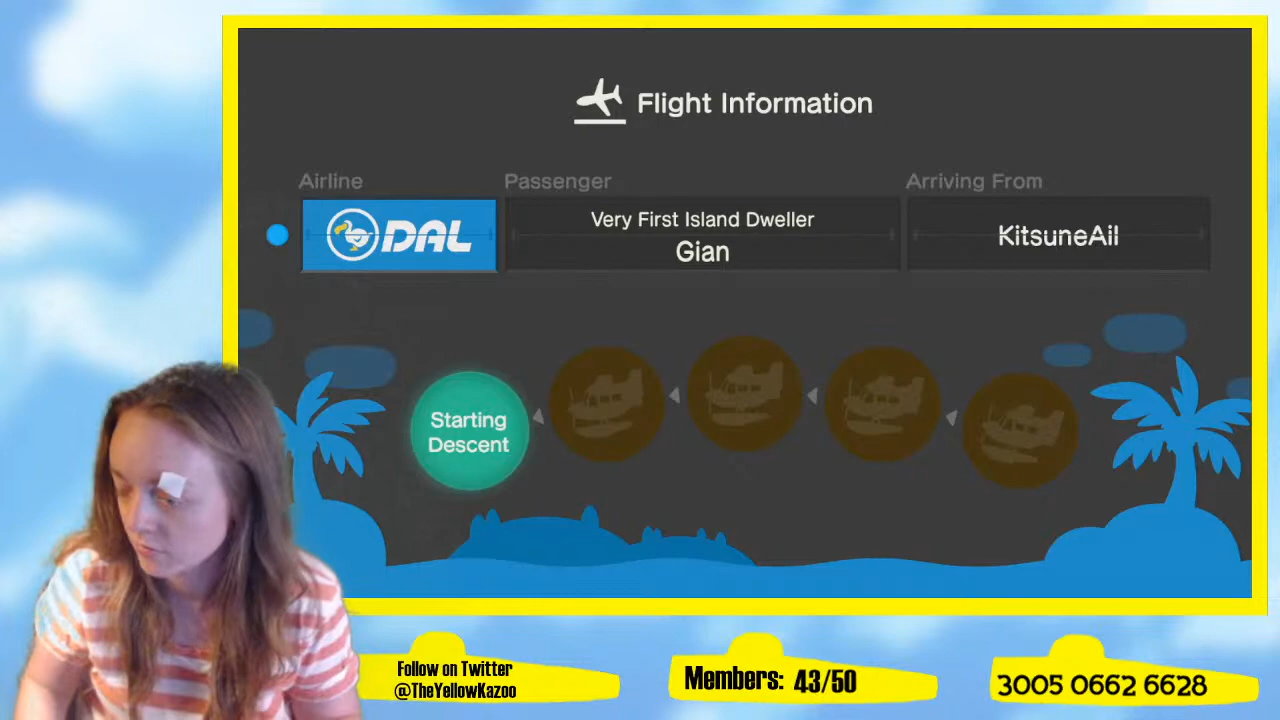 Flight Information
Airline
Passenger
Arriving From
DAL
Very First Island Dweller
Gian
KitsuneAil
Starting
Descent
Follow on Twitter
@TheYellowKazoo
Members: 43/50
3005 0662 6628